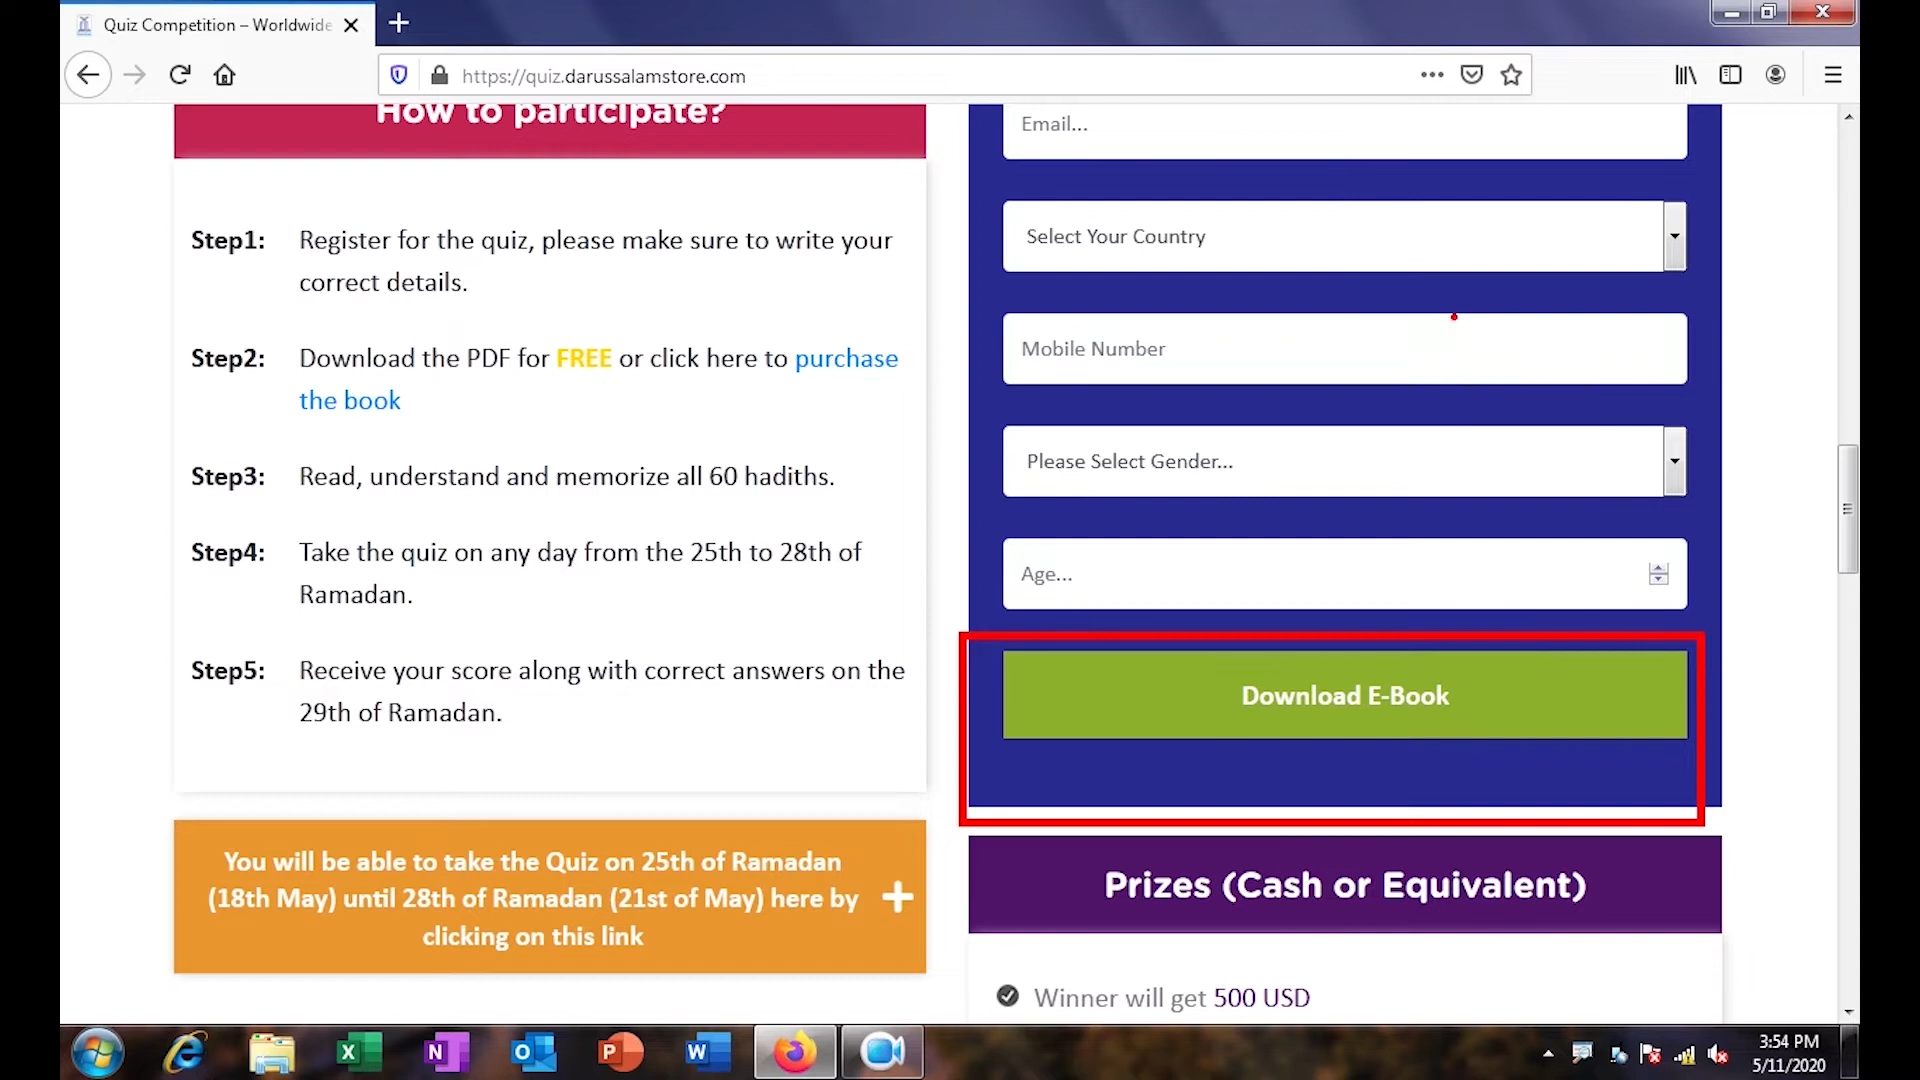 Quiz Competition – Worldwide
https://quiz.darussalamstore.com
How to participate?
Step1: Register for the quiz, please make sure to write your
correct details.
Step2: Download the PDF for FREE or click here to purchase
the book
Step3: Read, understand and memorize all 60 hadiths.
Step4: Take the quiz on any day from the 25th to 28th of
Ramadan.
Step5: Receive your score along with correct answers on the
29th of Ramadan.
You will be able to take the Quiz on 25th of Ramadan
(18th May) until 28th of Ramadan (21st of May) here by
clicking on this link
Email...
Select Your Country
Mobile Number
Please Select Gender...
Age...
Download E-Book
Prizes (Cash or Equivalent)
Winner will get 500 USD
3:54 PM
5/11/2020